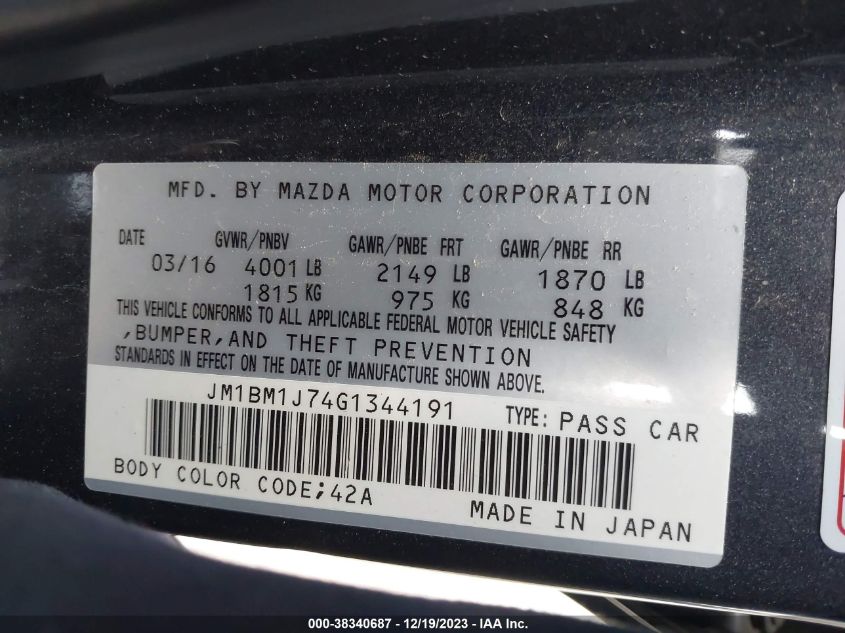 MFD. BY MAZDA MOTOR CORPORATION
DATE GVWR/PNBV GAWR/PNBE FRT GAWR/PNBE RR
03/16 4001 LB 2149 LB 1870 LB
1815 KG 975 KG 848 KG
THIS VEHICLE CONFORMS TO ALL APPLICABLE FEDERAL MOTOR VEHICLE SAFETY
,BUMPER,AND THEFT PREVENTION
STANDARDS IN EFFECT ON THE DATE OF MANUFACTURE SHOWN ABOVE.
JM1BM1J74G1344191 TYPE: PASS CAR
BODY COLOR CODE;42A
MADE IN JAPAN
000-38340687 - 12/19/2023 - IAA Inc.